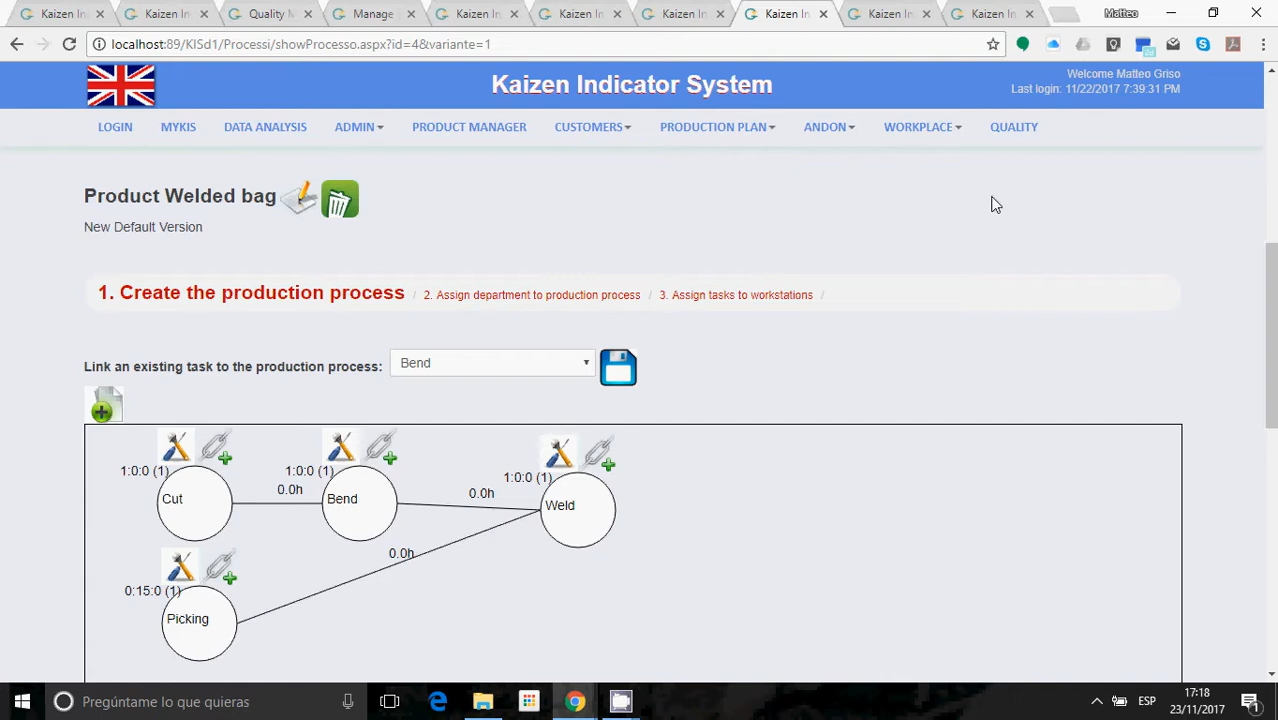 Kaizen In
Kaizen In
Quality M
Manage
Kaizen In
Kaizen In
Kaizen In
Kaizen In
Kaizen In
Kaizen In
Matteo
localhost:89/KISd1/Processi/showProcesso.aspx?id=4&variante=1
Kaizen Indicator System
Welcome Matteo Griso
Last login: 11/22/2017 7:39:31 PM
LOGIN MYKIS DATA ANALYSIS ADMIN PRODUCT MANAGER CUSTOMERS PRODUCTION PLAN ANDON WORKPLACE QUALITY
Product Welded bag
New Default Version
1. Create the production process / 2. Assign department to production process / 3. Assign tasks to workstations /
Link an existing task to the production process: Bend
1:0:0 (1)
1:0:0 (1)
1:0:0 (1)
0.0h
0.0h
Cut
Bend
Weld
0.0h
0:15:0 (1)
Picking
Pregúntame lo que quieras
ESP
17:18
23/11/2017
1